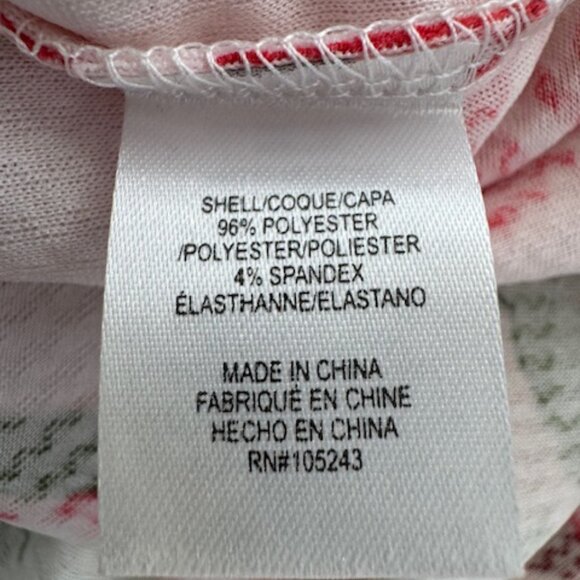 SHELL/COQUE/CAPA
96% POLYESTER
/POLYESTER/POLIESTER
4% SPANDEX
ÉLASTHANNE/ELASTANO
MADE IN CHINA
FABRIQUÉ EN CHINE
HECHO EN CHINA
RN#105243